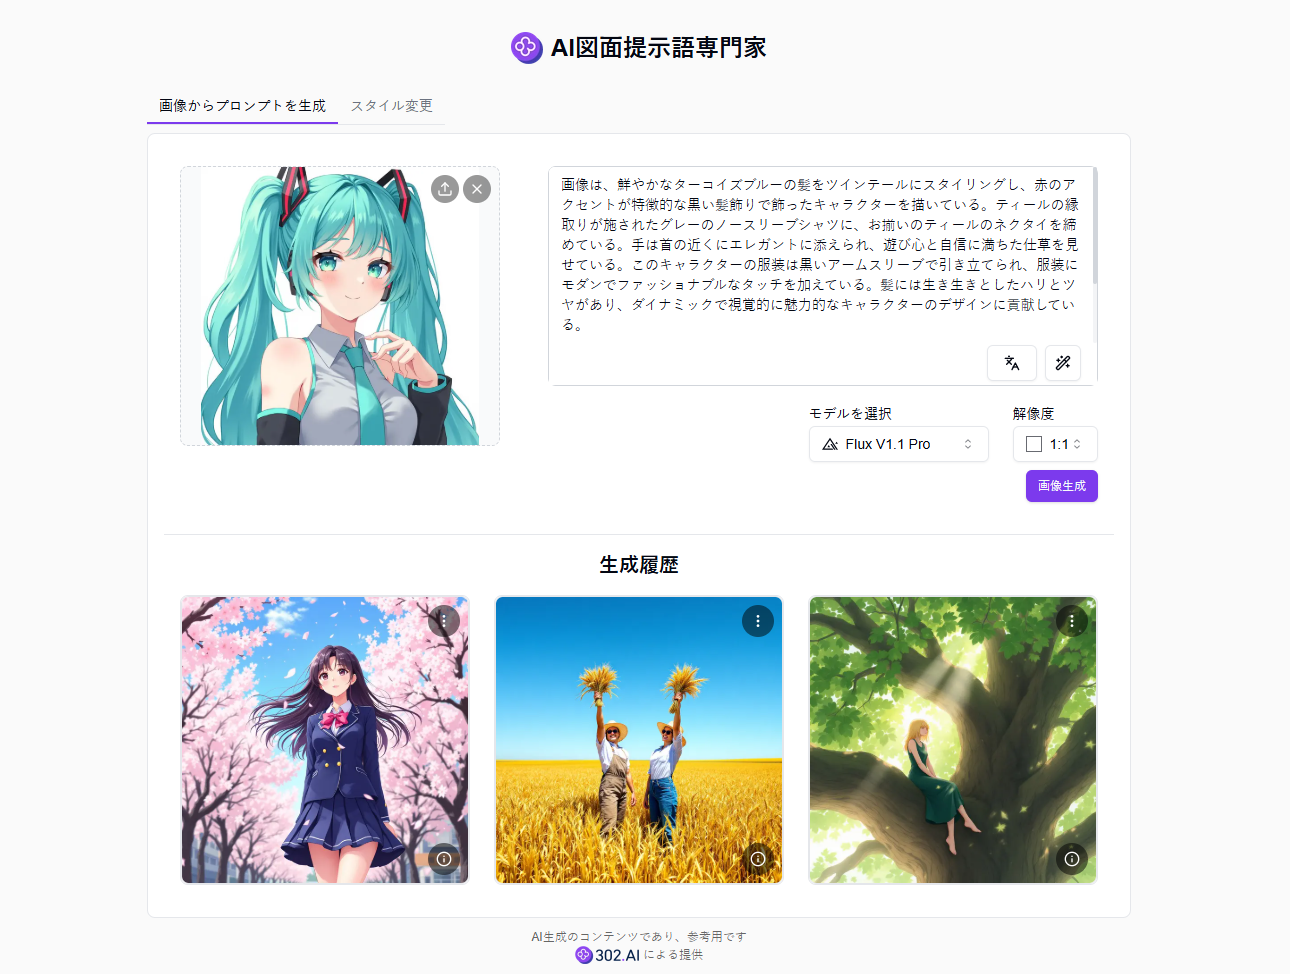 AI図面提示語専門家
画像からプロンプトを生成 スタイル変更
画像は、鮮やかなターコイズブルーの髪をツインテールにスタイリングし、赤のア
クセントが特徴的な黒い髪飾りで飾ったキャラクターを描いている。ティールの縁
取りが施されたグレーのノースリーブシャツに、お揃いのティールのネクタイを締
めている。手は首の近くにエレガントに添えられ、遊び心と自信に満ちた仕草を見
せている。このキャラクターの服装は黒いアームスリーブで引き立てられ、服装に
モダンでファッショナブルなタッチを加えている。髪には生き生きとしたハリとツ
ヤがあり、ダイナミックで視覚的に魅力的なキャラクターのデザインに貢献してい
る。
モデルを選択 解像度
Flux V1.1 Pro 1:1
画像生成
生成履歴
AI生成のコンテンツであり、参考用です
302.AI による提供